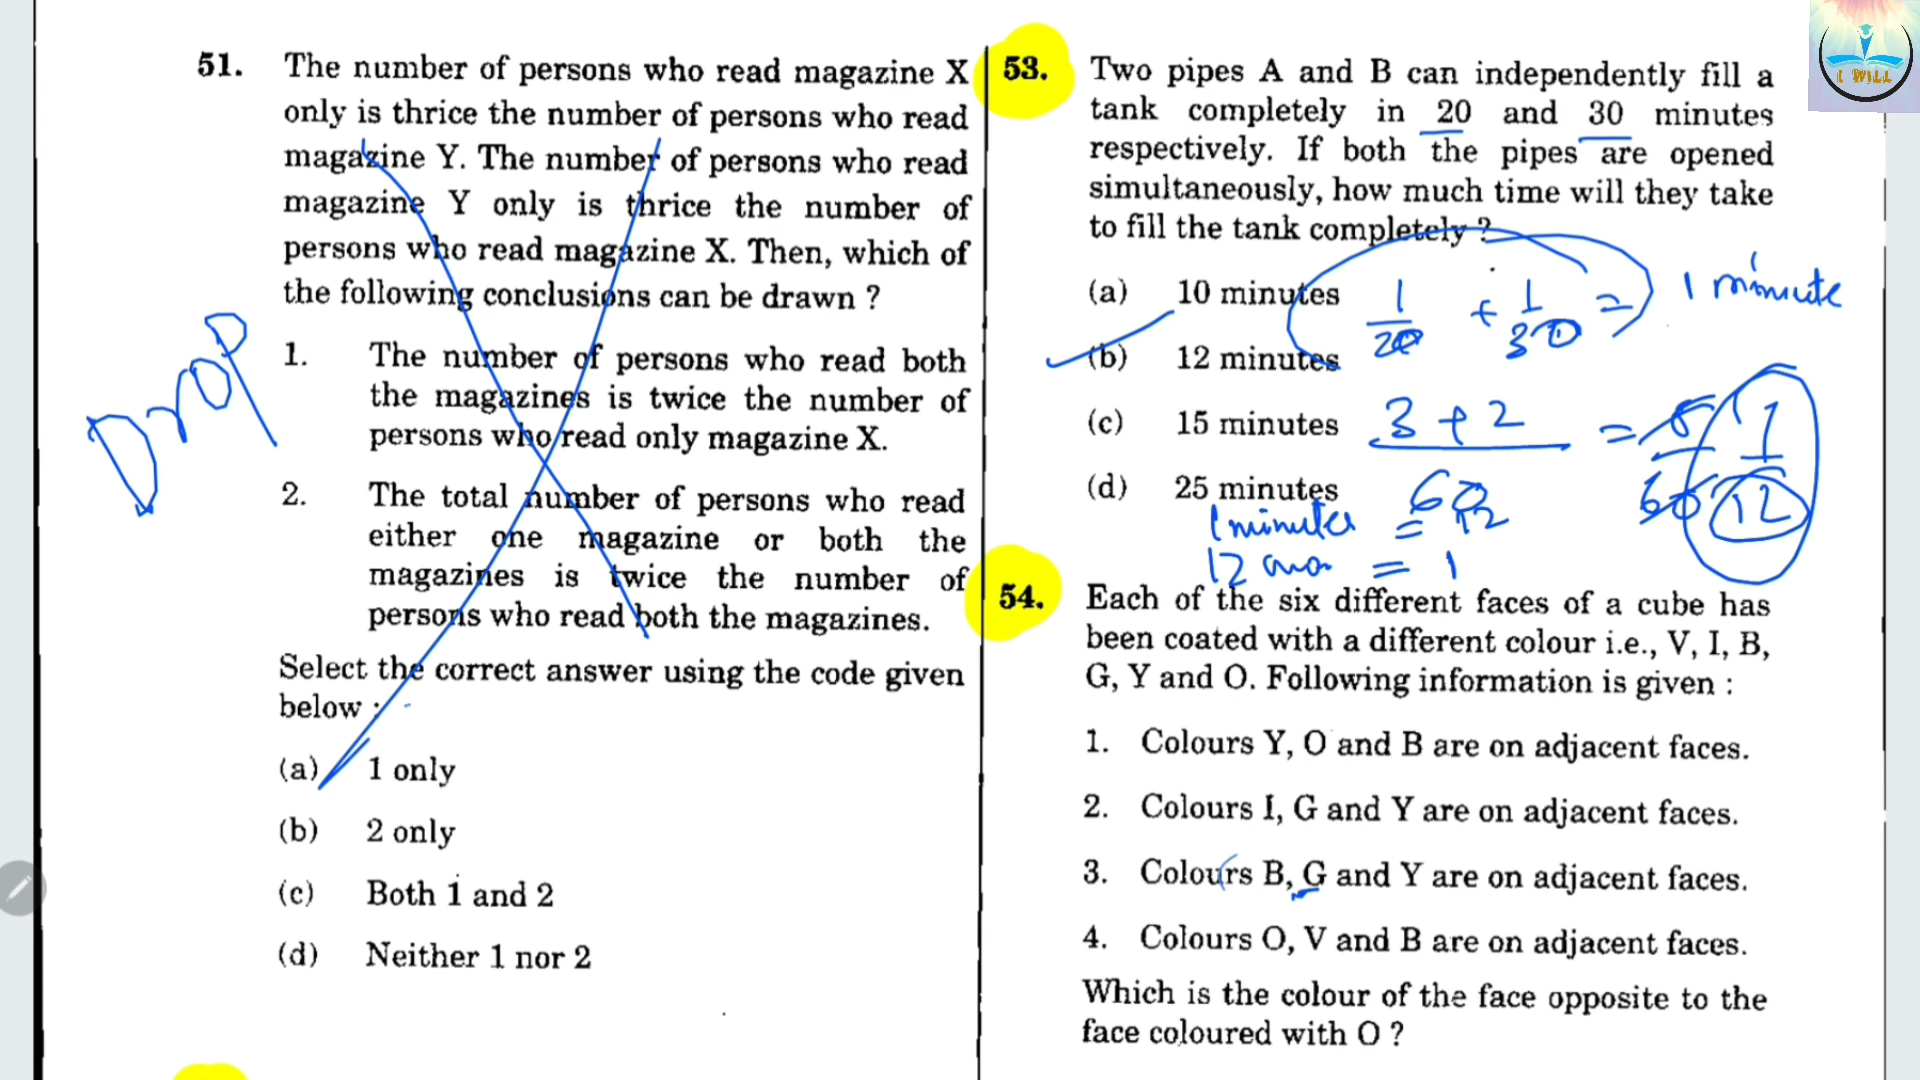 51. The number of persons who read magazine X
only is thrice the number of persons who read
magazine Y. The number of persons who read
magazine Y only is thrice the number of
persons who read magazine X. Then, which of
the following conclusions can be drawn ?
Drop
1. The number of persons who read both
the magazines is twice the number of
persons who read only magazine X.
2. The total number of persons who read
either one magazine or both the
magazines is twice the number of
persons who read both the magazines.
Select the correct answer using the code given
below :
(a) 1 only
(b) 2 only
(c) Both 1 and 2
(d) Neither 1 nor 2
53. Two pipes A and B can independently fill a
tank completely in 20 and 30 minutes
respectively. If both the pipes are opened
simultaneously, how much time will they take
to fill the tank completely ?
(a) 10 minutes
(b) 12 minutes
(c) 15 minutes
(d) 25 minutes
1/20 + 1/30 = 1 minute
3 + 2 = 5 1
60 60 12
1 minutes = 12
12 = 1
54. Each of the six different faces of a cube has
been coated with a different colour i.e., V, I, B,
G, Y and O. Following information is given :
1. Colours Y, O and B are on adjacent faces.
2. Colours I, G and Y are on adjacent faces.
3. Colours B, G and Y are on adjacent faces.
4. Colours O, V and B are on adjacent faces.
Which is the colour of the face opposite to the
face coloured with O ?
I WILL